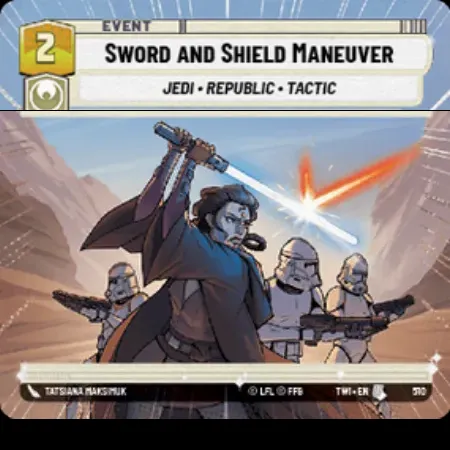 EVENT
2
SWORD AND SHIELD MANEUVER
JEDI • REPUBLIC • TACTIC
TATSIANA MAKSIMUK
© LFL © FFG
TWI • EN
510